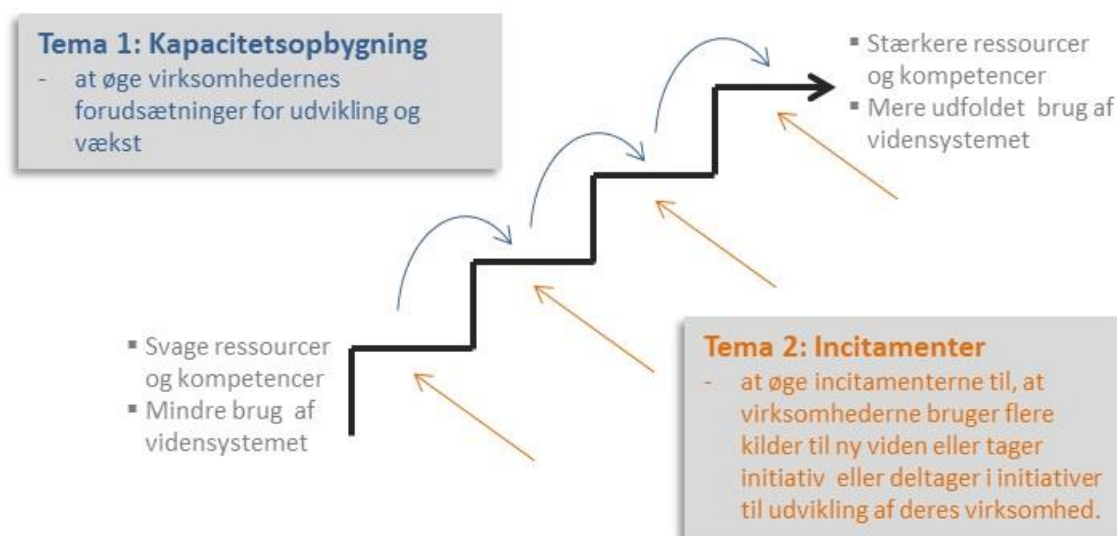 Tema 1: Kapacitetsopbygning
- at øge virksomhedernes
forudsætninger for udvikling og
vækst
▪ Stærkere ressourcer
og kompetencer
▪ Mere udfoldet brug af
vidensystemet
▪ Svage ressourcer
og kompetencer
▪ Mindre brug af
vidensystemet
Tema 2: Incitamenter
- at øge incitamenterne til, at
virksomhederne bruger flere
kilder til ny viden eller tager
initiativ eller deltager i initiativer
til udvikling af deres virksomhed.